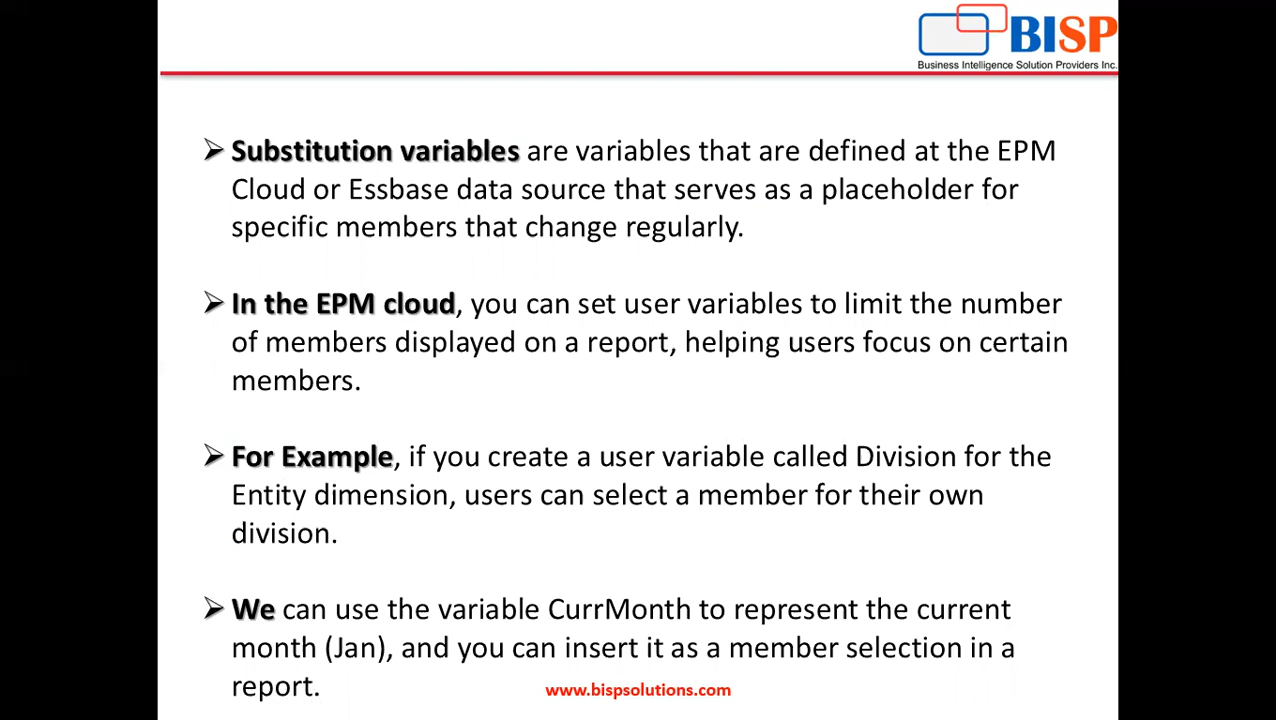 BISP
Business Intelligence Solution Providers Inc.
➢ Substitution variables are variables that are defined at the EPM
Cloud or Essbase data source that serves as a placeholder for
specific members that change regularly.
➢ In the EPM cloud, you can set user variables to limit the number
of members displayed on a report, helping users focus on certain
members.
➢ For Example, if you create a user variable called Division for the
Entity dimension, users can select a member for their own
division.
➢ We can use the variable CurrMonth to represent the current
month (Jan), and you can insert it as a member selection in a
report.
www.bispsolutions.com